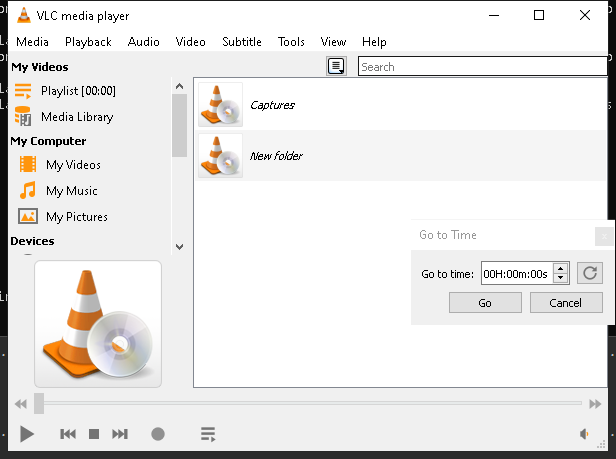 VLC media player
Media Playback Audio Video Subtitle Tools View Help
My Videos
Search
Playlist [00:00]
Media Library
My Computer
My Videos
My Music
My Pictures
Devices
Captures
New folder
Go to Time
Go to time: 00H:00m:00s
Go Cancel